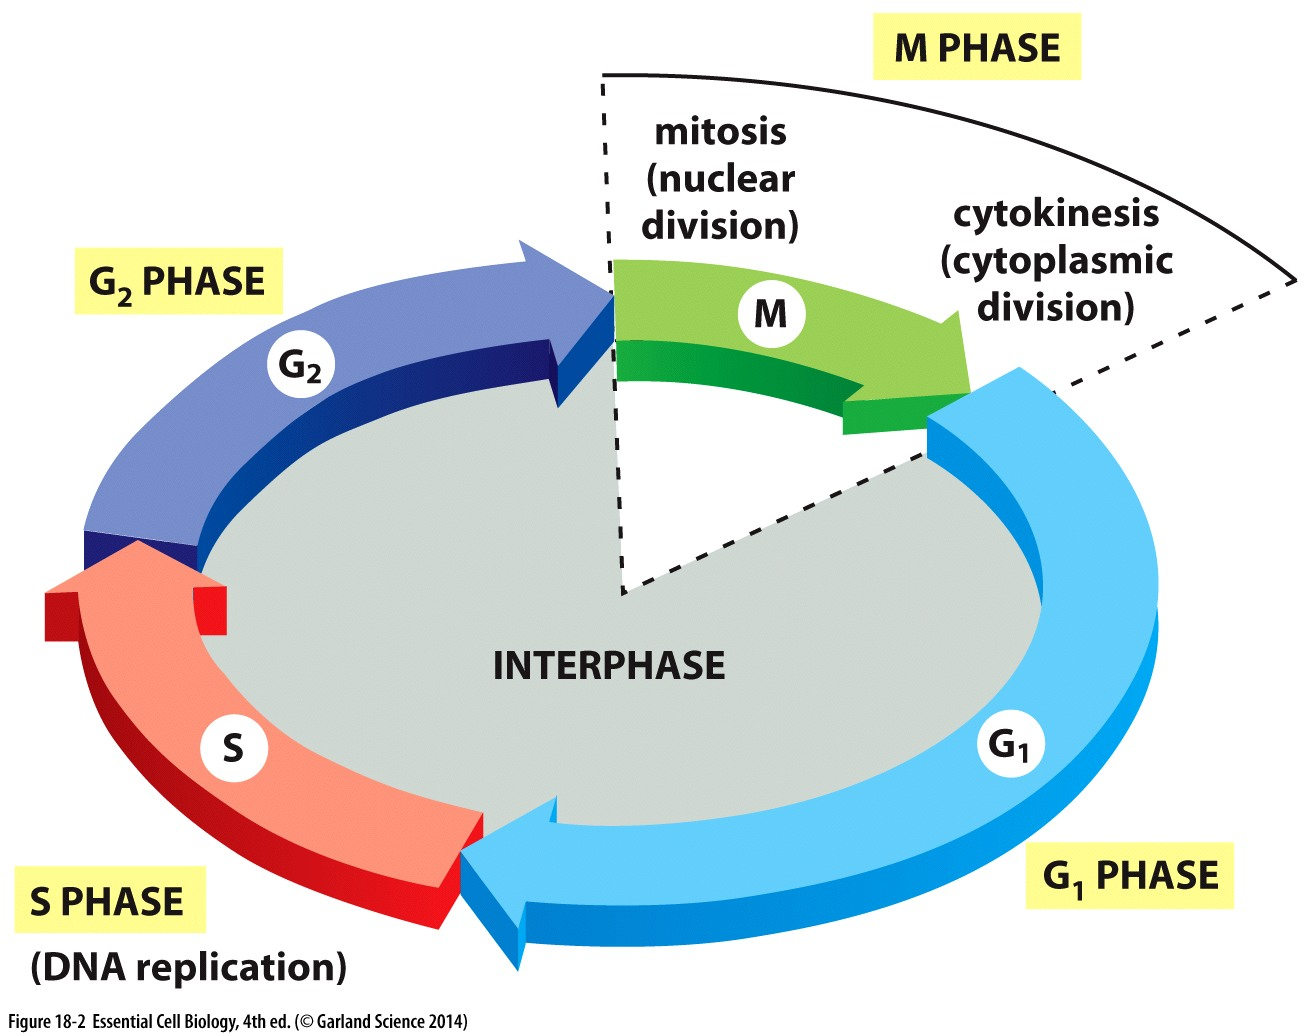 M PHASE
mitosis
(nuclear
division)
cytokinesis
(cytoplasmic
division)
G₂ PHASE
M
G₂
INTERPHASE
S
G₁
G₁ PHASE
S PHASE
(DNA replication)
Figure 18-2 Essential Cell Biology, 4th ed. (© Garland Science 2014)